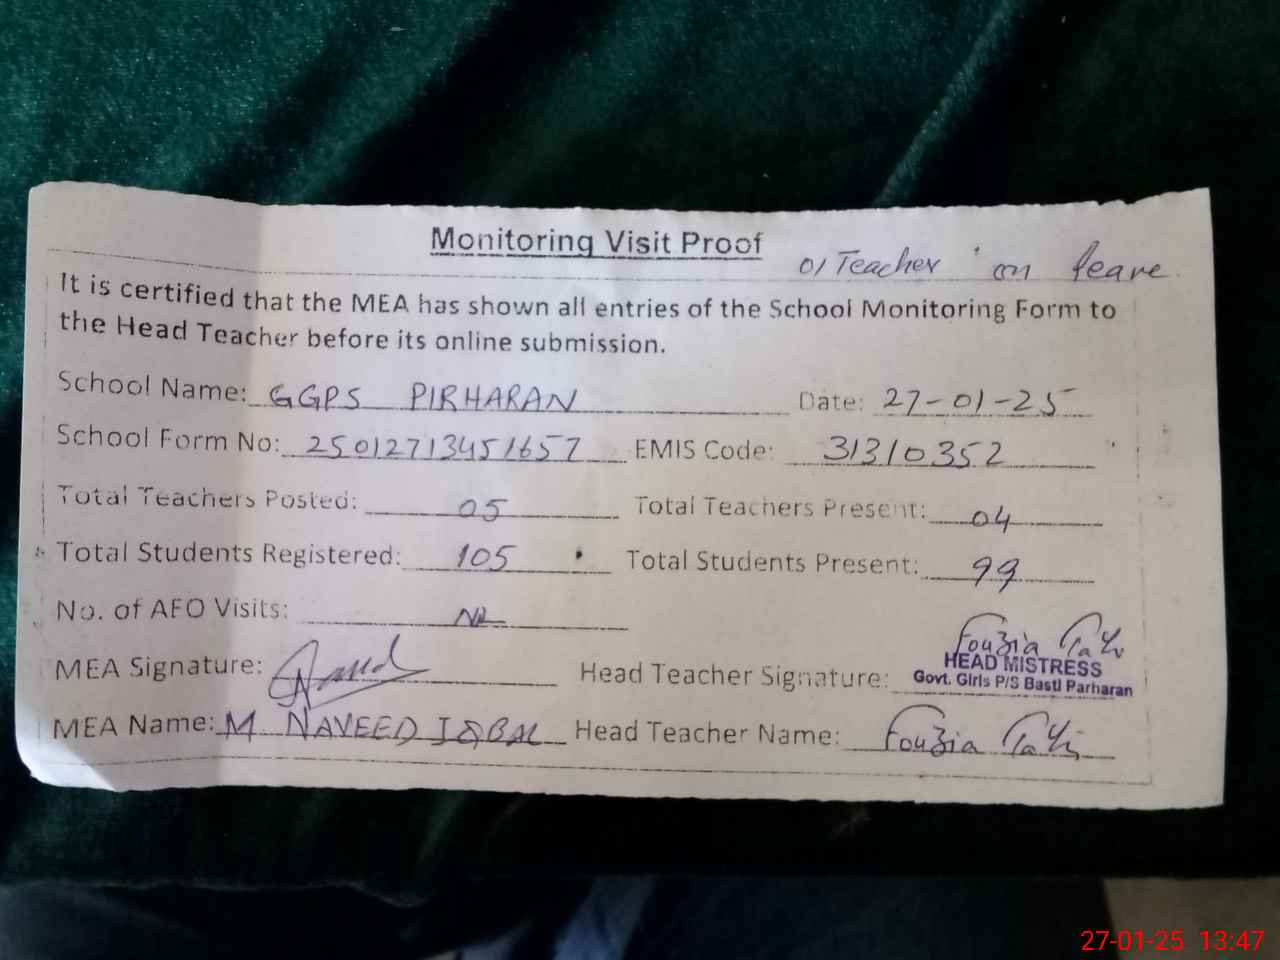 Monitoring Visit Proof
01 Teacher on leave.
It is certified that the MEA has shown all entries of the School Monitoring Form to
the Head Teacher before its online submission.
School Name: GGPS PIRHARAN Date: 27-01-25
School Form No: 25012713451657 EMIS Code: 31310352
Total Teachers Posted: 05 Total Teachers Present: 04
Total Students Registered: 105 Total Students Present: 99
No. of AFO Visits: NIL
MEA Signature: Head Teacher Signature: Fouzia
HEAD MISTRESS
Govt. Girls P/S Basti Parharan
MEA Name: M NAVEED IQBAL Head Teacher Name: Fouzia
27-01-25 13:47